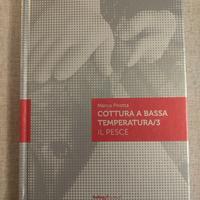 Marco Pirotta
COTTURA A BASSA
TEMPERATURA/3
IL PESCE